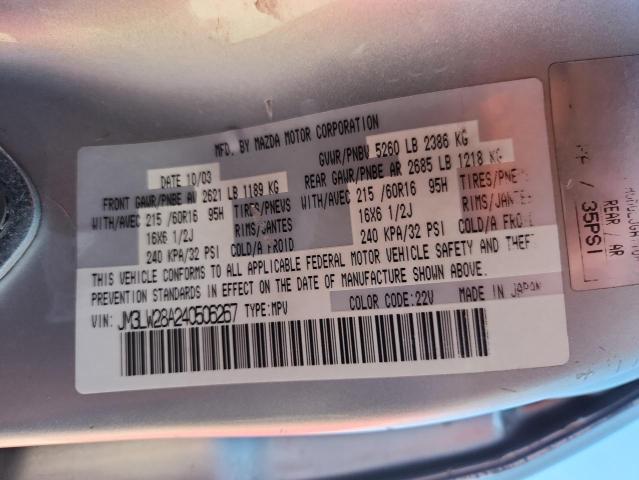 MFD. BY MAZDA MOTOR CORPORATION
DATE 10/03
GVWR/PNBV 5260 LB 2386 KG
FRONT GAWR/PNBE AV 2621 LB 1189 KG
WITH/AVEC 215 /60R16 95H TIRES/PNEVS
16X6 1/2J RIMS/JANTES
240 KPA/32 PSI COLD/A FROID
REAR GAWR/PNBE AR 2685 LB 1218 KG
WITH/AVEC 215 /60R16 95H TIRES/PNE
16X6 1/2J RIMS/JANTES
240 KPA/32 PSI COLD/A FROID
THIS VEHICLE CONFORMS TO ALL APPLICABLE FEDERAL MOTOR VEHICLE SAFETY AND THEFT
PREVENTION STANDARDS IN EFFECT ON THE DATE OF MANUFACTURE SHOWN ABOVE.
VIN: JM3LW28A240506267 TYPE:MPV
COLOR CODE:22V MADE IN JAPAN
REAR / AR
35PSI